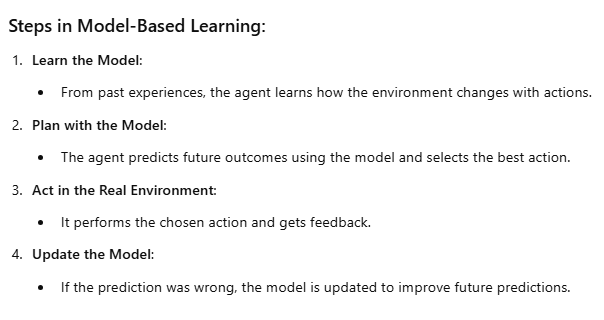 Steps in Model-Based Learning:
1. Learn the Model:
• From past experiences, the agent learns how the environment changes with actions.
2. Plan with the Model:
• The agent predicts future outcomes using the model and selects the best action.
3. Act in the Real Environment:
• It performs the chosen action and gets feedback.
4. Update the Model:
• If the prediction was wrong, the model is updated to improve future predictions.